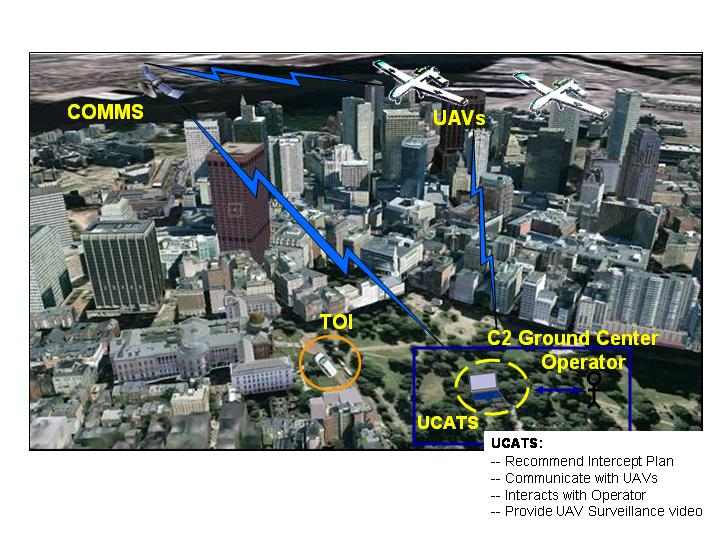 COMMS
UAVs
TOI
C2 Ground Center
Operator
UCATS
UCATS:
-- Recommend Intercept Plan
-- Communicate with UAVs
-- Interacts with Operator
-- Provide UAV Surveillance video